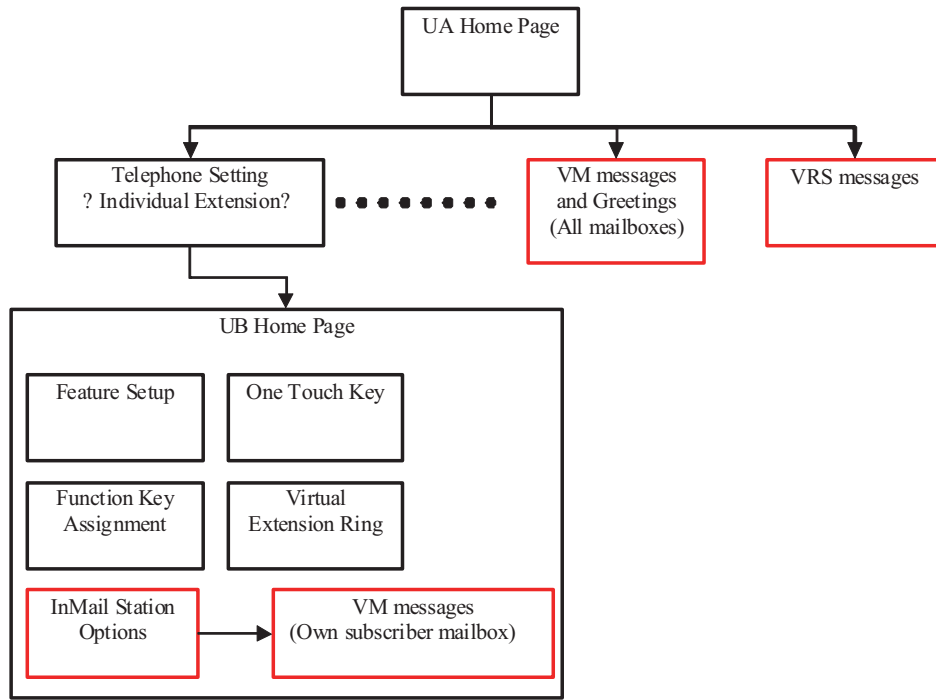 UA Home Page
Telephone Setting
? Individual Extension?
VM messages
and Greetings
(All mailboxes)
VRS messages
UB Home Page
Feature Setup
One Touch Key
Function Key
Assignment
Virtual
Extension Ring
InMail Station
Options
VM messages
(Own subscriber mailbox)